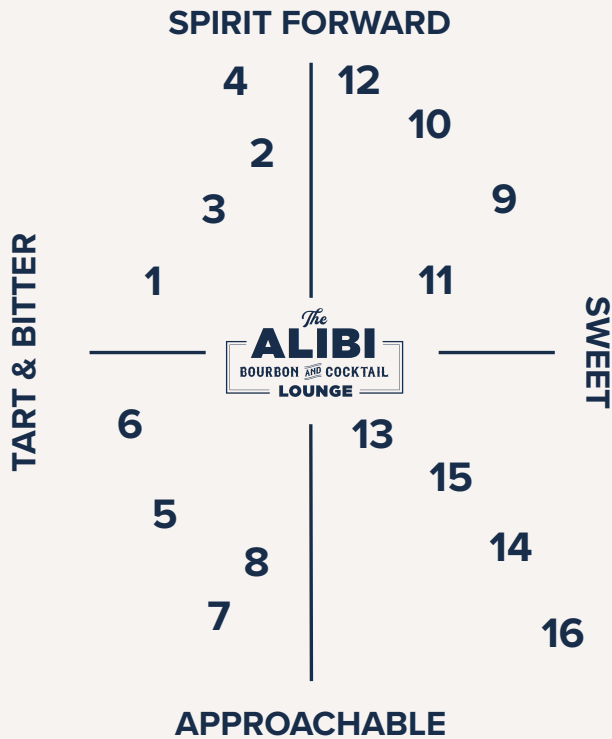 SPIRIT FORWARD
4
12
10
2
9
3
11
1
TART & BITTER
SWEET
The
ALIBI
BOURBON AND COCKTAIL
LOUNGE
6
13
15
5
14
8
7
16
APPROACHABLE